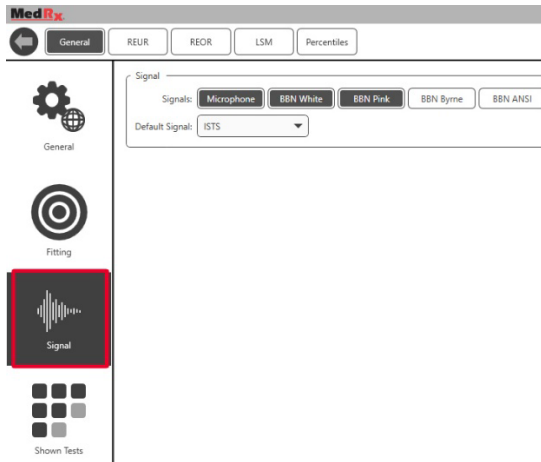 MedRx
General REUR REOR LSM Percentiles
Signal
Signals: Microphone BBN White BBN Pink BBN Byrne BBN ANSI
Default Signal: ISTS
General
Fitting
Signal
Shown Tests